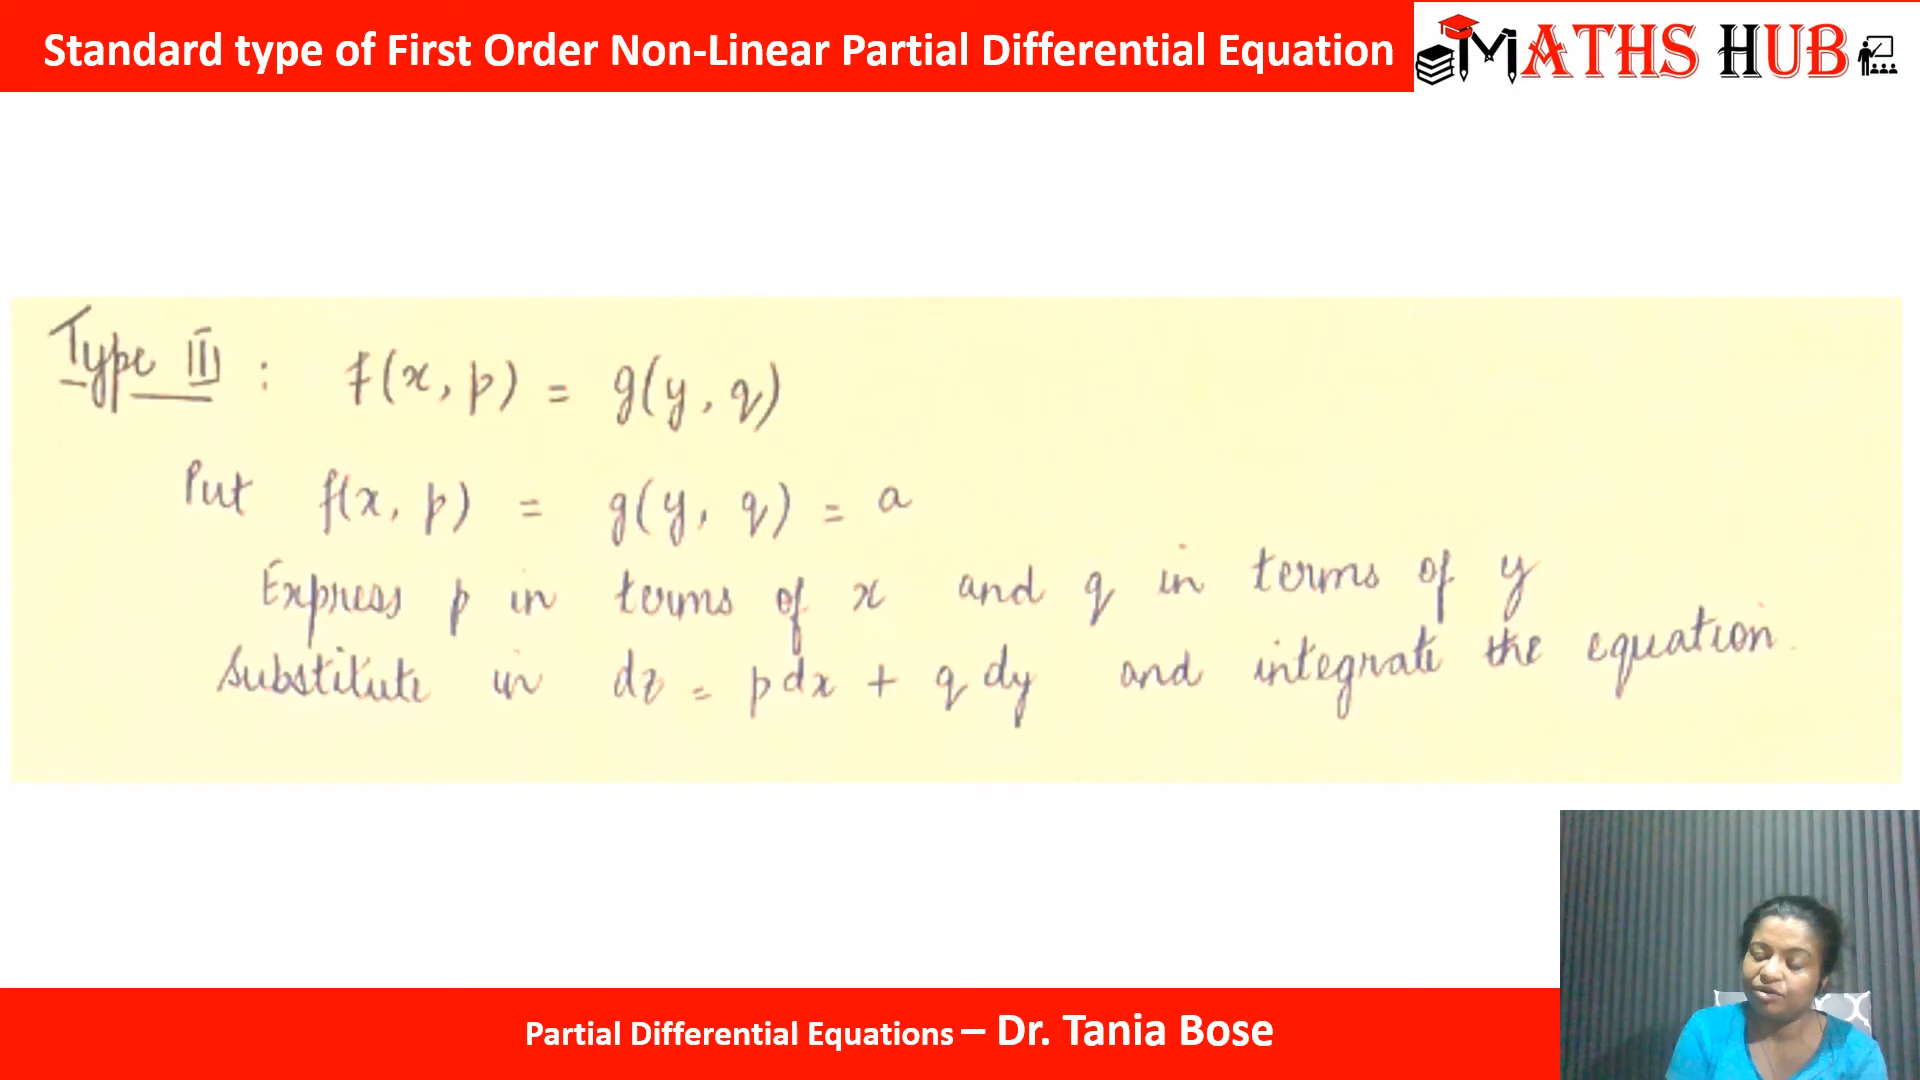 Standard type of First Order Non-Linear Partial Differential Equation
MATHS HUB
Type III : f(x, p) = g(y, q)
Put f(x, p) = g(y, q) = a
Express p in terms of x and q in terms of y
Substitute in dz = pdx + q dy and integrate the equation.
Partial Differential Equations – Dr. Tania Bose